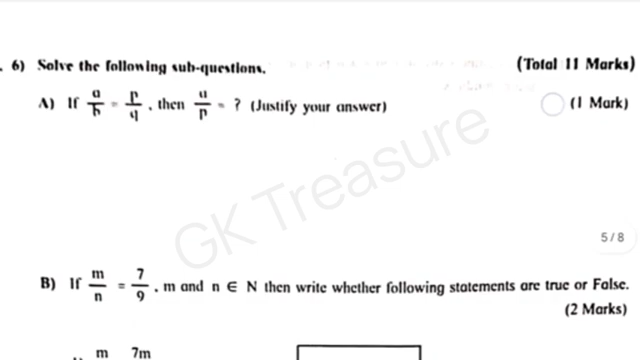 . 6) Solve the following sub-questions. (Total 11 Marks)
A) If a/b = p/q , then a/p = ? (Justify your answer) (1 Mark)
GK Treasure
5/8
B) If m/n = 7/9 , m and n ∈ N then write whether following statements are true or False.
(2 Marks)
m 7m